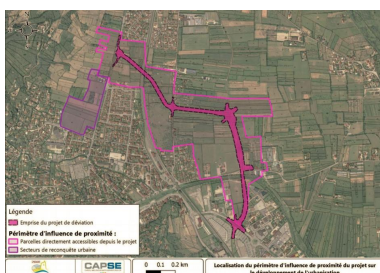 Légende
Emprise du projet de déviation
Périmètre d'influence de proximité :
Parcelles directement accessibles depuis le projet
Secteurs de reconquête urbaine
CAPSE
0 0.1 0.2 km
Localisation du périmètre d'influence de proximité du projet sur
le développement de l'urbanisation